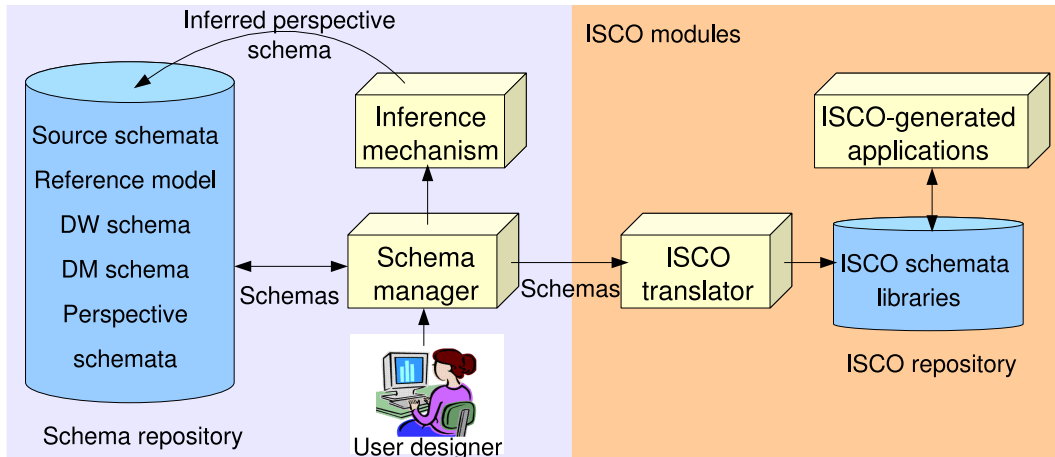 Inferred perspective
schema
ISCO modules
Source schemata
Reference model
DW schema
DM schema
Perspective
schemata
Schema repository
Inference
mechanism
Schemas
Schema
manager
User designer
Schemas
ISCO
translator
ISCO-generated
applications
ISCO schemata
libraries
ISCO repository